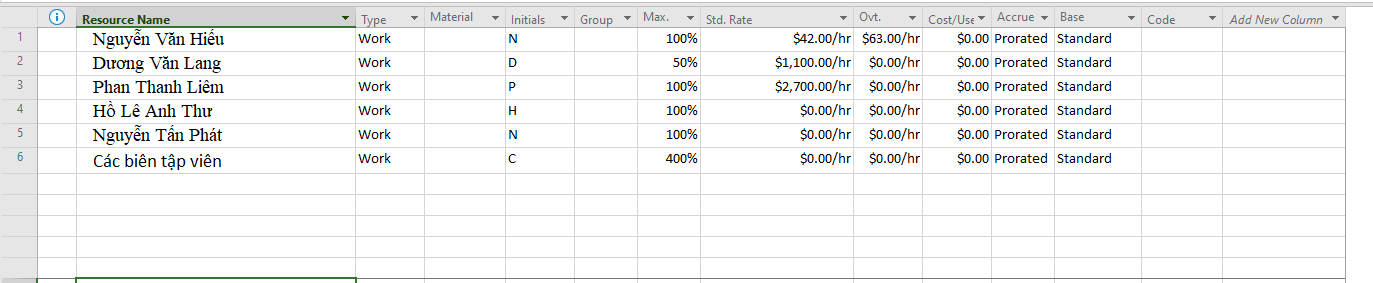 Resource Name Type Material Initials Group Max. Std. Rate Ovt. Cost/Use Accrue Base Code Add New Column
1 Nguyễn Văn Hiếu Work N 100% $42.00/hr $63.00/hr $0.00 Prorated Standard
2 Dương Văn Lang Work D 50% $1,100.00/hr $0.00/hr $0.00 Prorated Standard
3 Phan Thanh Liêm Work P 100% $2,700.00/hr $0.00/hr $0.00 Prorated Standard
4 Hồ Lê Anh Thư Work H 100% $0.00/hr $0.00/hr $0.00 Prorated Standard
5 Nguyễn Tấn Phát Work N 100% $0.00/hr $0.00/hr $0.00 Prorated Standard
6 Các biên tập viên Work C 400% $0.00/hr $0.00/hr $0.00 Prorated Standard